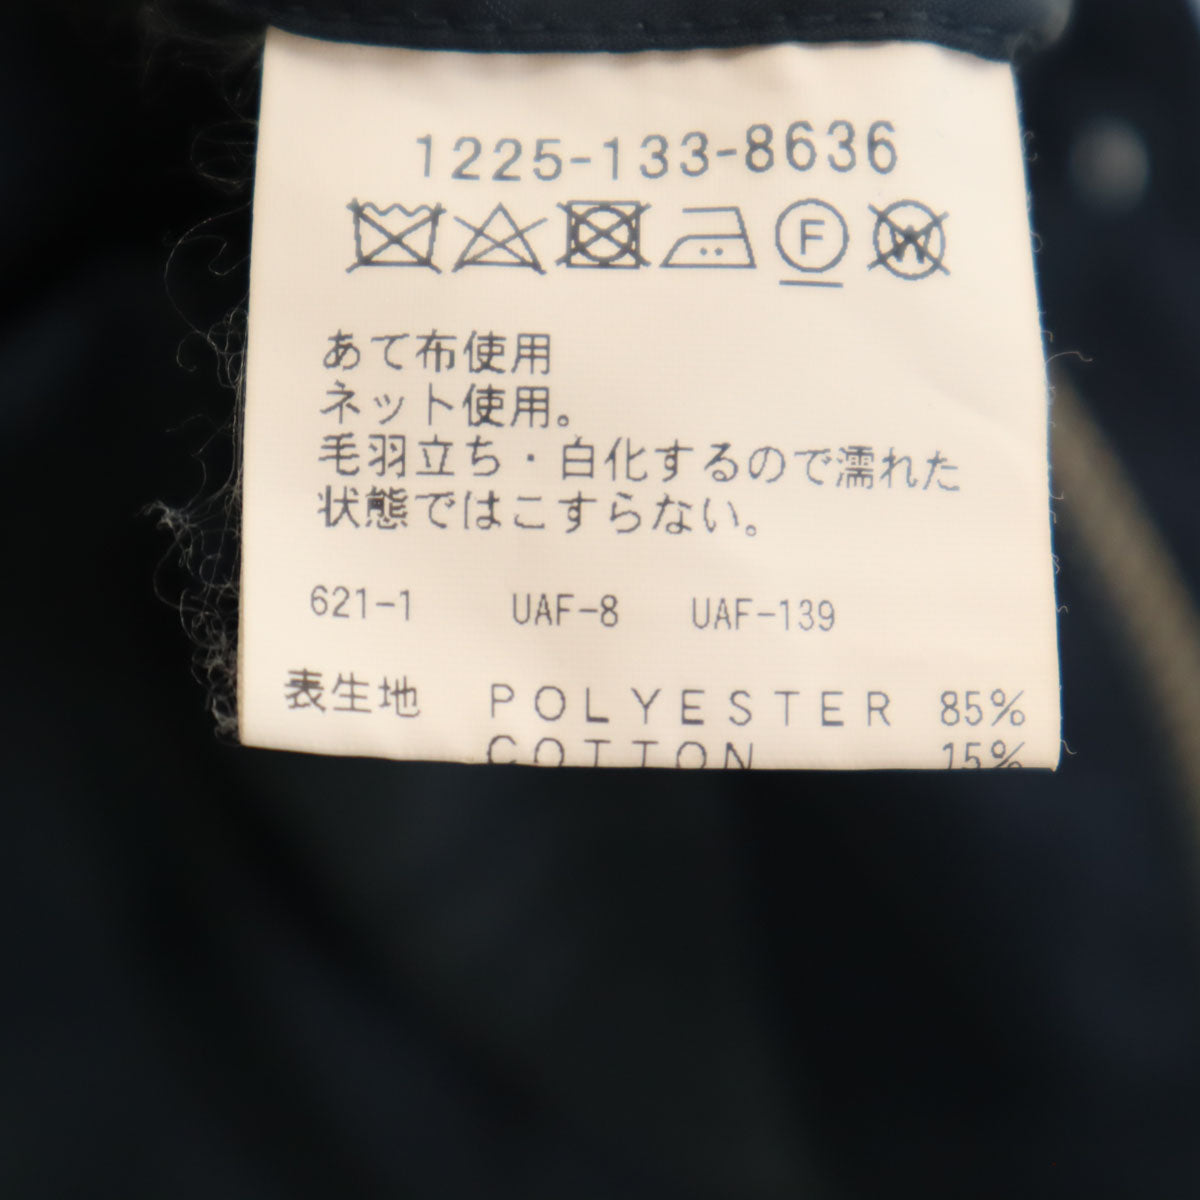 1225-133-8636
F W
あて布使用
ネット使用。
毛羽立ち・白化するので濡れた
状態ではこすらない。
621-1 UAF-8 UAF-139
表生地 POLYESTER 85%
COTTON 15%